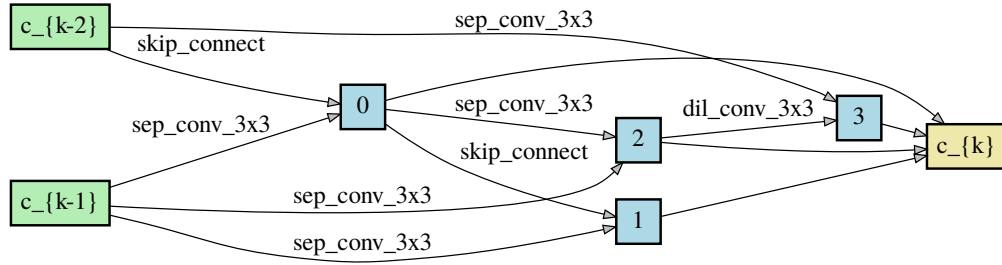 c_{k-2}
sep_conv_3x3
skip_connect
0
sep_conv_3x3
sep_conv_3x3
dil_conv_3x3
3
2
skip_connect
c_{k}
c_{k-1}
sep_conv_3x3
1
sep_conv_3x3